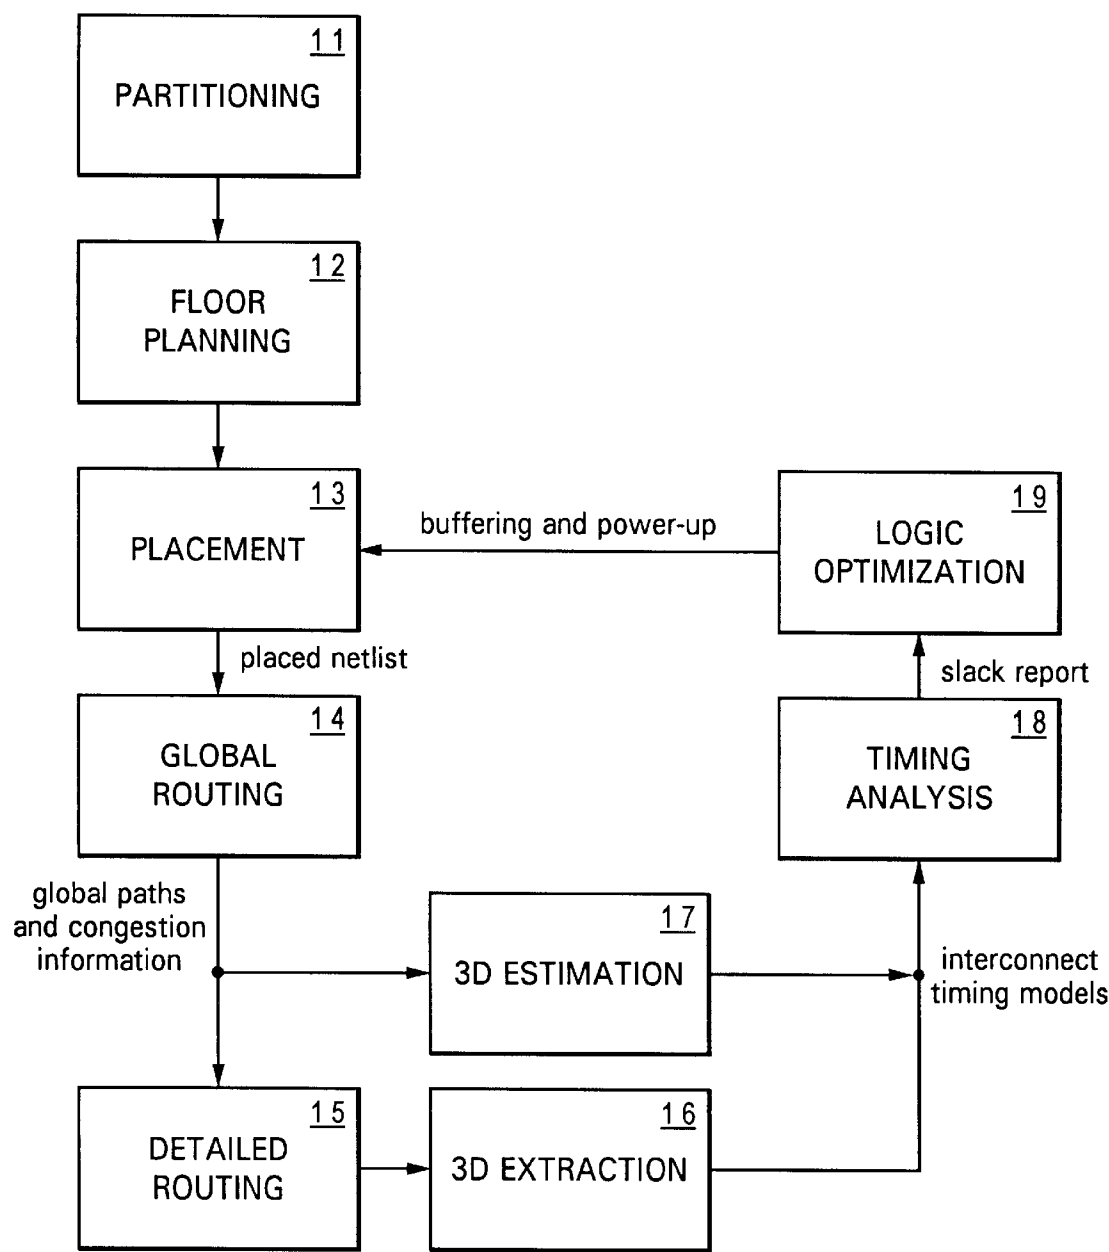 11
PARTITIONING
12
FLOOR
PLANNING
13
PLACEMENT
buffering and power-up
19
LOGIC
OPTIMIZATION
placed netlist
slack report
14
GLOBAL
ROUTING
18
TIMING
ANALYSIS
global paths
and congestion
information
17
3D ESTIMATION
interconnect
timing models
15
DETAILED
ROUTING
16
3D EXTRACTION